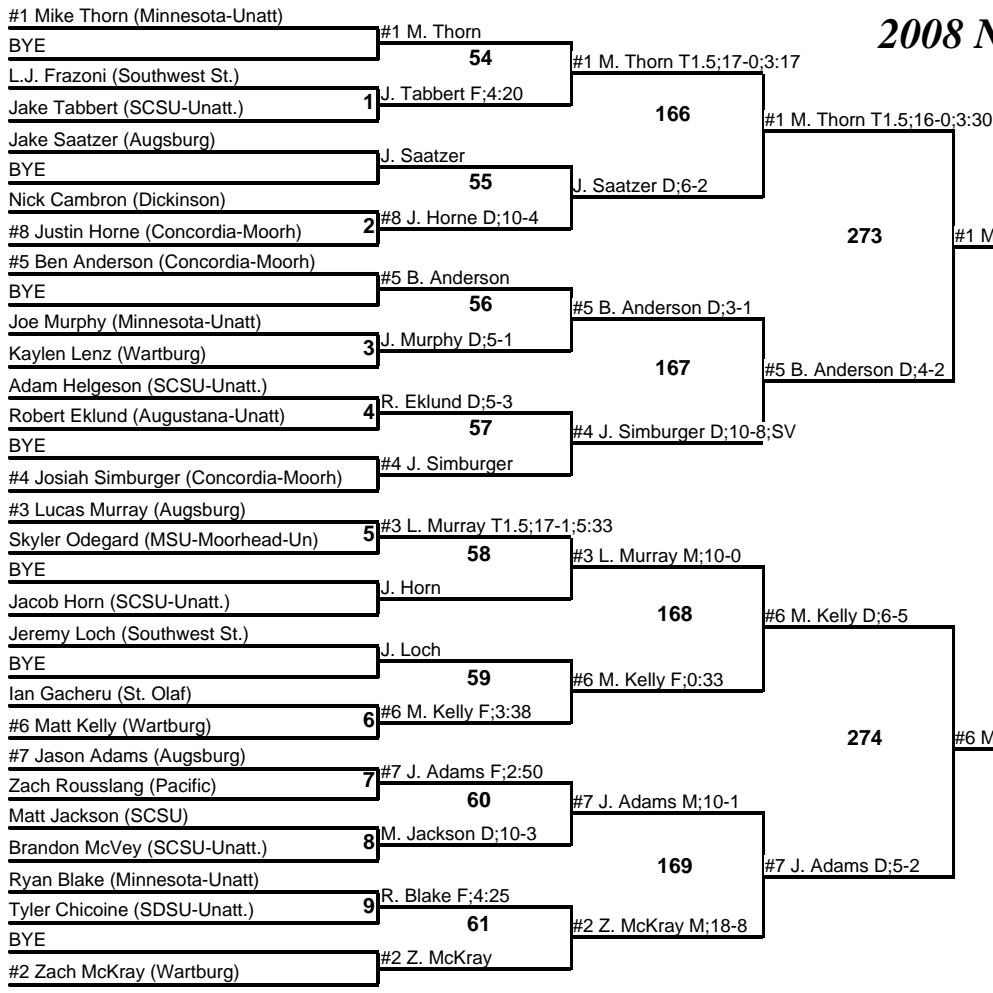 #1 Mike Thorn (Minnesota-Unatt)
BYE
L.J. Frazoni (Southwest St.)
Jake Tabbert (SCSU-Unatt.)
Jake Saatzer (Augsburg)
BYE
Nick Cambron (Dickinson)
#8 Justin Horne (Concordia-Moorh)
#5 Ben Anderson (Concordia-Moorh)
BYE
Joe Murphy (Minnesota-Unatt)
Kaylen Lenz (Wartburg)
Adam Helgeson (SCSU-Unatt.)
Robert Eklund (Augustana-Unatt)
BYE
#4 Josiah Simburger (Concordia-Moorh)
#3 Lucas Murray (Augsburg)
Skyler Odegard (MSU-Moorhead-Un)
BYE
Jacob Horn (SCSU-Unatt.)
Jeremy Loch (Southwest St.)
BYE
Ian Gacheru (St. Olaf)
#6 Matt Kelly (Wartburg)
#7 Jason Adams (Augsburg)
Zach Rousslang (Pacific)
Matt Jackson (SCSU)
Brandon McVey (SCSU-Unatt.)
Ryan Blake (Minnesota-Unatt)
Tyler Chicoine (SDSU-Unatt.)
BYE
#2 Zach McKray (Wartburg)
1
2
3
4
5
6
7
8
9
#1 M. Thorn
54
J. Tabbert F;4:20
J. Saatzer
55
#8 J. Horne D;10-4
#5 B. Anderson
56
J. Murphy D;5-1
R. Eklund D;5-3
57
#4 J. Simburger
#3 L. Murray T1.5;17-1;5:33
58
J. Horn
J. Loch
59
#6 M. Kelly F;3:38
#7 J. Adams F;2:50
60
M. Jackson D;10-3
R. Blake F;4:25
61
#2 Z. McKray
#1 M. Thorn T1.5;17-0;3:17
166
J. Saatzer D;6-2
#5 B. Anderson D;3-1
167
#4 J. Simburger D;10-8;SV
#3 L. Murray M;10-0
168
#6 M. Kelly F;0:33
#7 J. Adams M;10-1
169
#2 Z. McKray M;18-8
2008 N
#1 M. Thorn T1.5;16-0;3:30
273
#5 B. Anderson D;4-2
#6 M. Kelly D;6-5
274
#7 J. Adams D;5-2
#1 M
#6 M